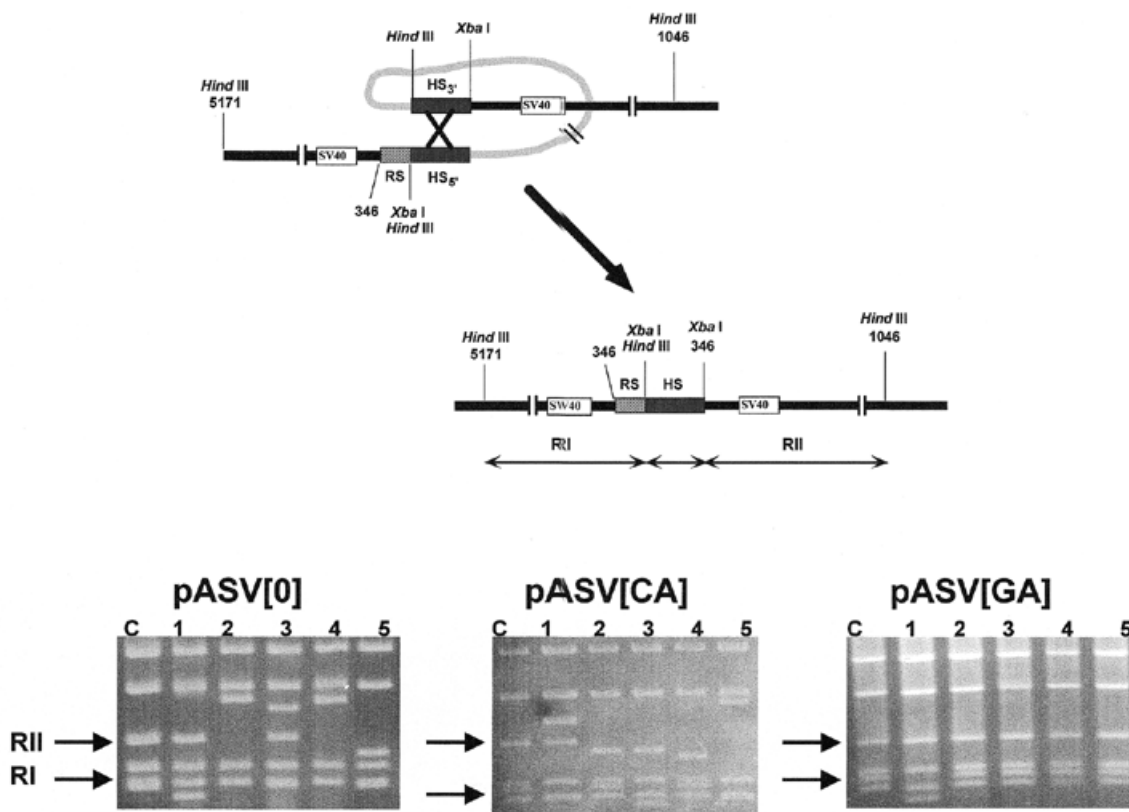 Hind III
5171
Hind III
Xba I
Hind III
1046
HS3'
SV40
SV40
RS
HS5'
346
Xba I
Hind III
Hind III
5171
346
Xba I
Hind III
Xba I
346
Hind III
1046
SW40
RS
HS
SV40
RI
RII
pASV[0]
pASV[CA]
pASV[GA]
C 1 2 3 4 5
C 1 2 3 4 5
C 1 2 3 4 5
RII
RI